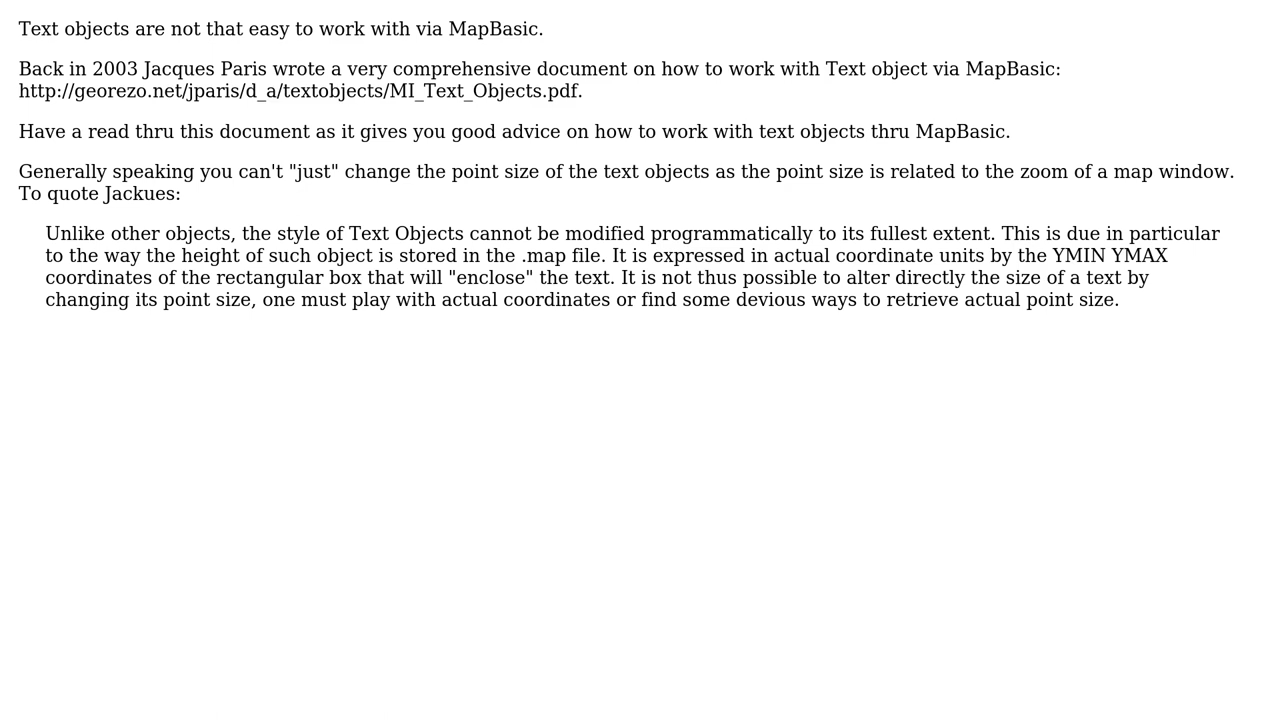 Text objects are not that easy to work with via MapBasic.
Back in 2003 Jacques Paris wrote a very comprehensive document on how to work with Text object via MapBasic:
http://georezo.net/jparis/d_a/textobjects/MI_Text_Objects.pdf.
Have a read thru this document as it gives you good advice on how to work with text objects thru MapBasic.
Generally speaking you can't "just" change the point size of the text objects as the point size is related to the zoom of a map window.
To quote Jackues:
Unlike other objects, the style of Text Objects cannot be modified programmatically to its fullest extent. This is due in particular
to the way the height of such object is stored in the .map file. It is expressed in actual coordinate units by the YMIN YMAX
coordinates of the rectangular box that will "enclose" the text. It is not thus possible to alter directly the size of a text by
changing its point size, one must play with actual coordinates or find some devious ways to retrieve actual point size.